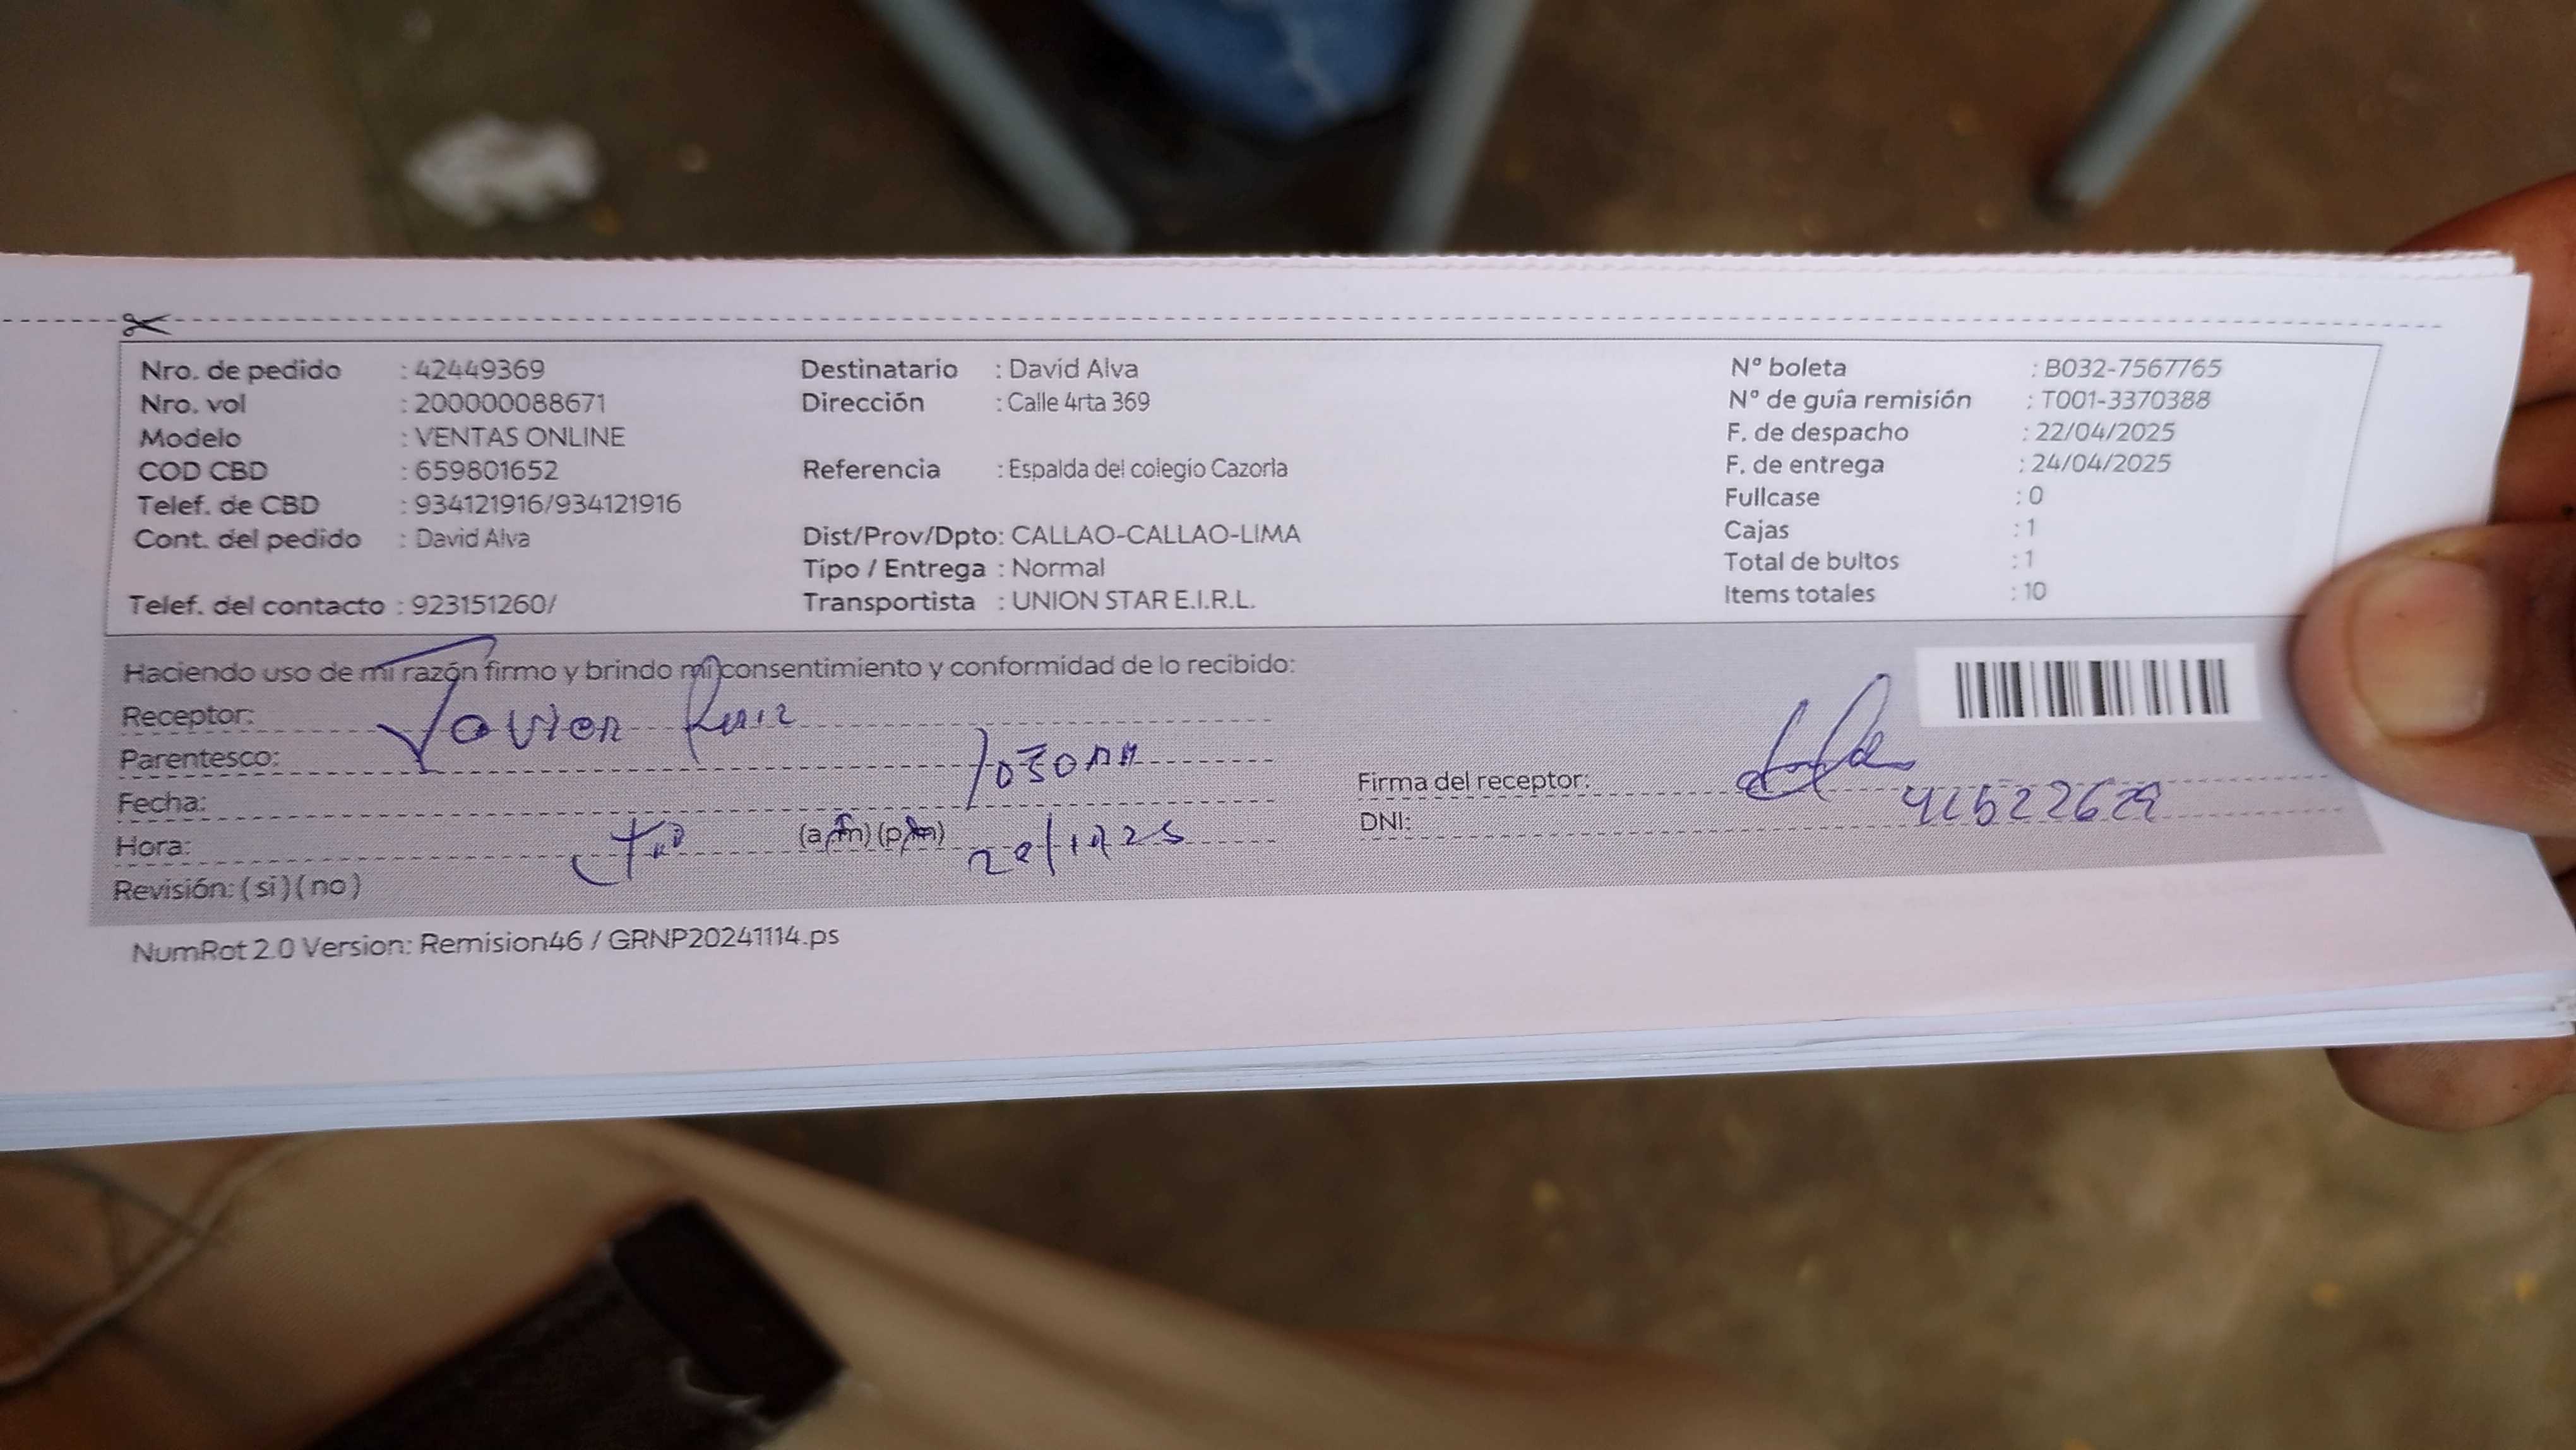 Nro. de pedido : 42449369
Nro. vol : 200000088671
Modelo : VENTAS ONLINE
COD CBD : 659801652
Telef. de CBD : 934121916/934121916
Cont. del pedido : David Alva
Telef. del contacto : 923151260/
Destinatario : David Alva
Dirección : Calle 4rta 369
Referencia : Espalda del colegio Cazorla
Dist/Prov/Dpto: CALLAO-CALLAO-LIMA
Tipo / Entrega : Normal
Transportista : UNION STAR E.I.R.L.
Nº boleta : B032-7567765
Nº de guía remisión : T001-3370388
F. de despacho : 22/04/2025
F. de entrega : 24/04/2025
Fullcase : 0
Cajas : 1
Total de bultos : 1
Items totales : 10
Haciendo uso de mi razón firmo y brindo mi consentimiento y conformidad de lo recibido:
Receptor: Javier Ruiz
Parentesco:
1030 AM
Fecha:
Hora: (a.m) (p.m)
Revisión: (si) (no)
Firma del receptor:
DNI:
NumRot 2.0 Version: Remision46 / GRNP20241114.ps